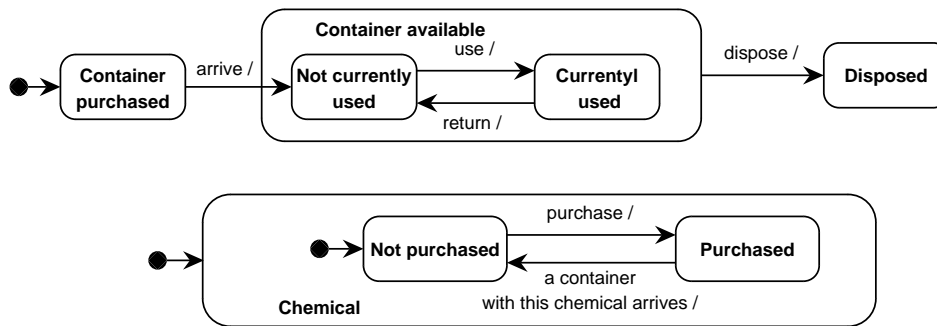 Container available
use /
Container
purchased
arrive /
Not currently
used
Currentyl
used
return /
dispose /
Disposed
purchase /
Not purchased
Purchased
a container
with this chemical arrives /
Chemical